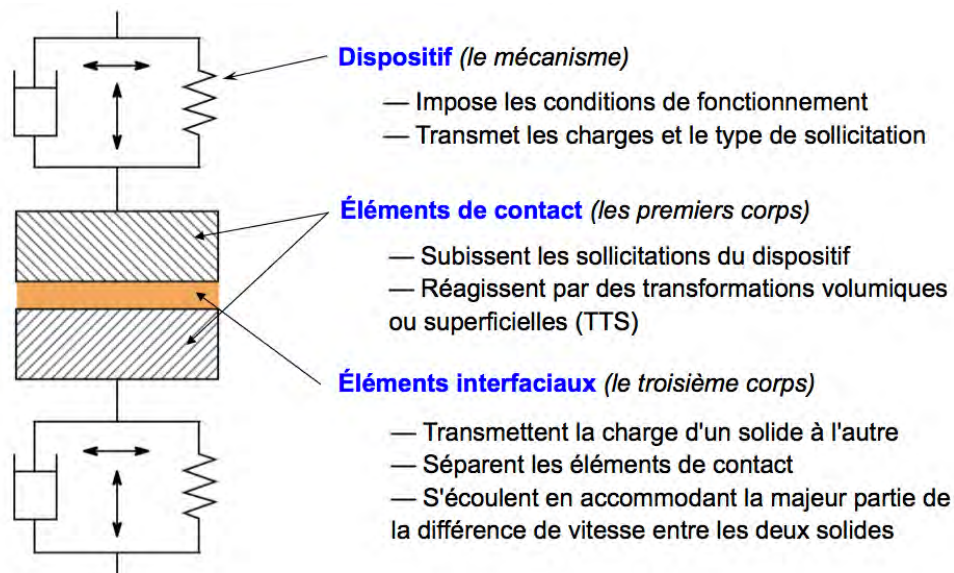 Dispositif (le mécanisme)
— Impose les conditions de fonctionnement
— Transmet les charges et le type de sollicitation
Éléments de contact (les premiers corps)
— Subissent les sollicitations du dispositif
— Réagissent par des transformations volumiques
ou superficielles (TTS)
Éléments interfaciaux (le troisième corps)
— Transmettent la charge d'un solide à l'autre
— Séparent les éléments de contact
— S'écoulent en accommodant la majeur partie de
la différence de vitesse entre les deux solides